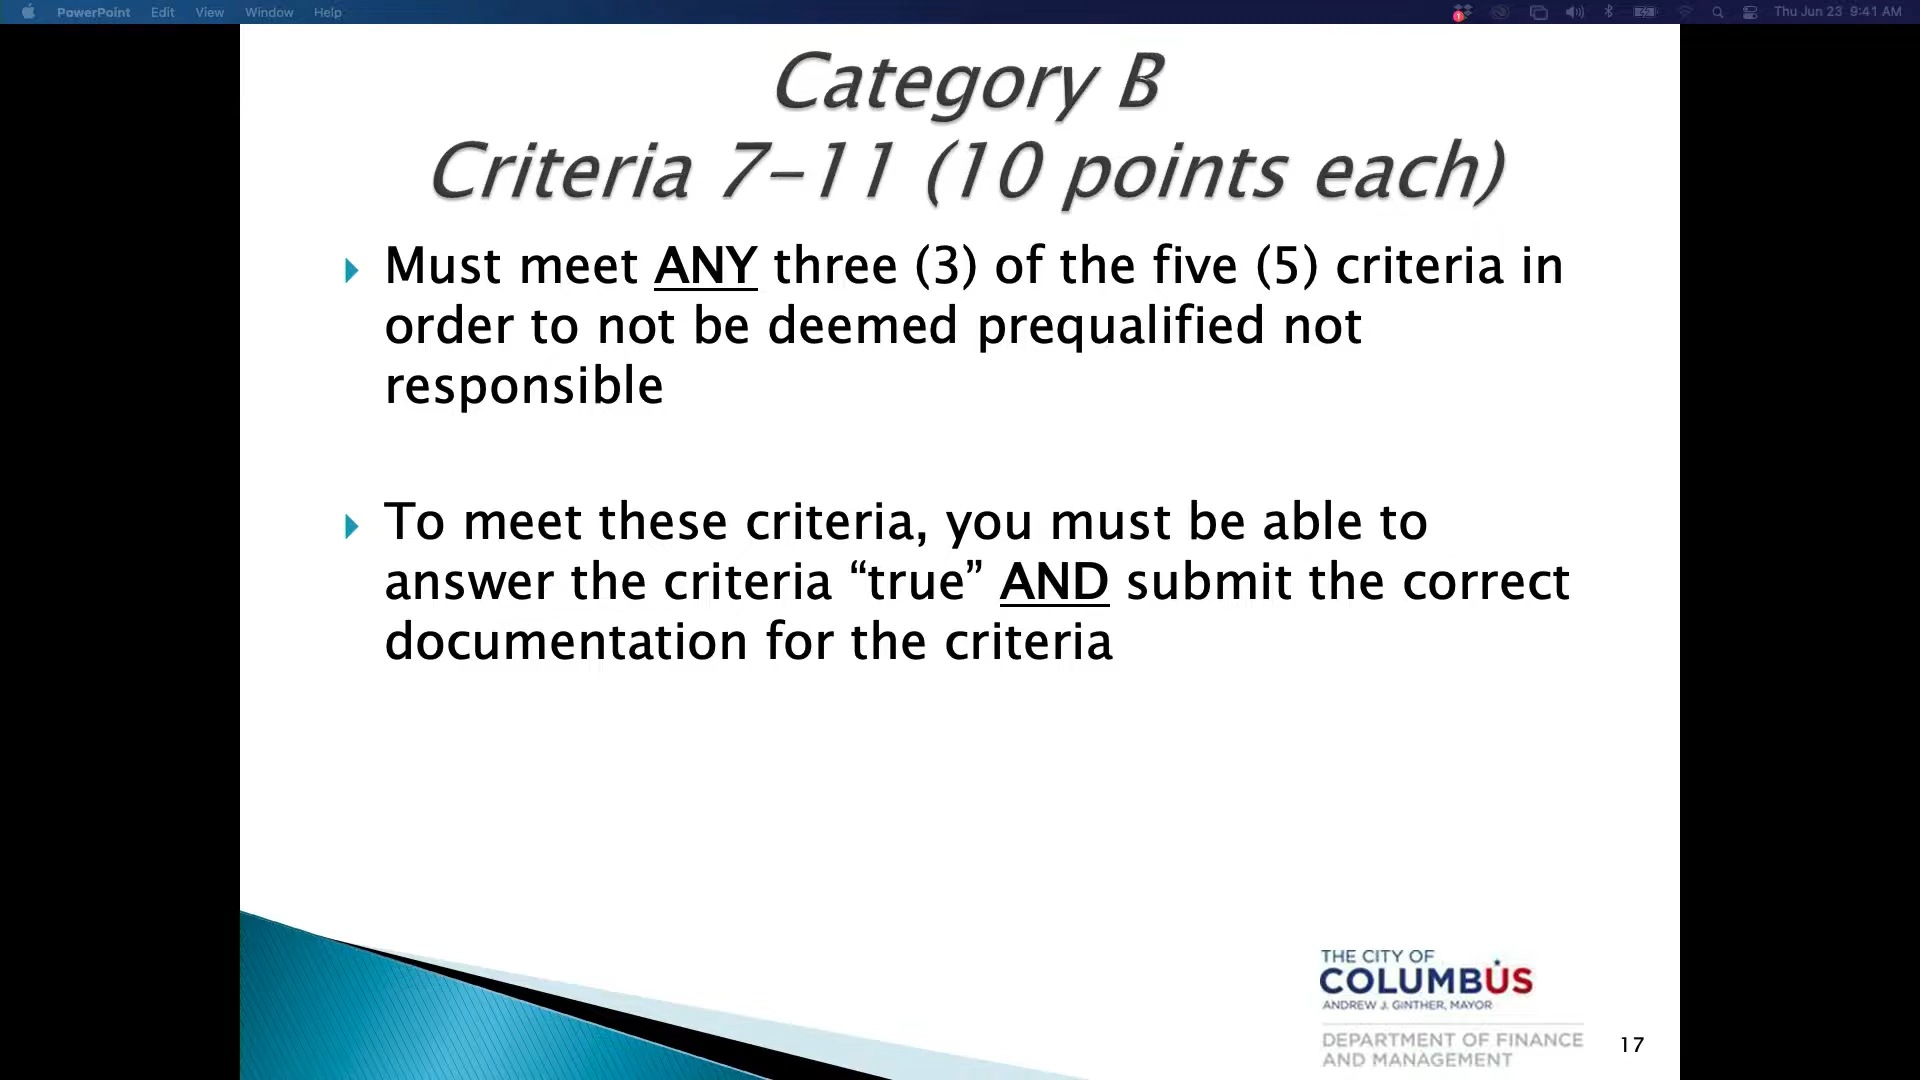 PowerPoint Edit View Window Help
Thu Jun 23 9:41 AM
Category B
Criteria 7-11 (10 points each)
Must meet ANY three (3) of the five (5) criteria in
order to not be deemed prequalified not
responsible
To meet these criteria, you must be able to
answer the criteria “true” AND submit the correct
documentation for the criteria
THE CITY OF
COLUMBUS
ANDREW J. GINTHER, MAYOR
DEPARTMENT OF FINANCE
AND MANAGEMENT
17